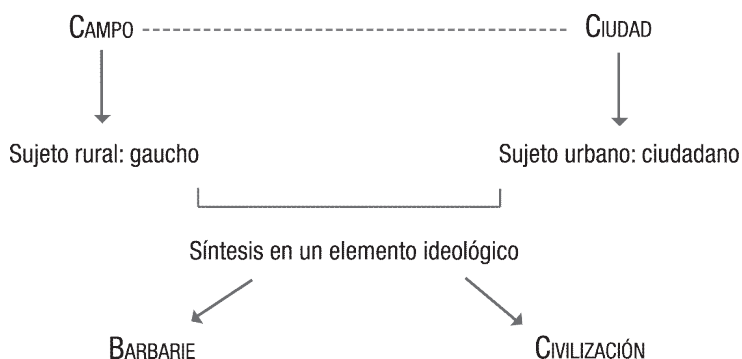 CAMPO
CIUDAD
Sujeto rural: gaucho
Sujeto urbano: ciudadano
Síntesis en un elemento ideológico
BARBARIE
CIVILIZACIÓN